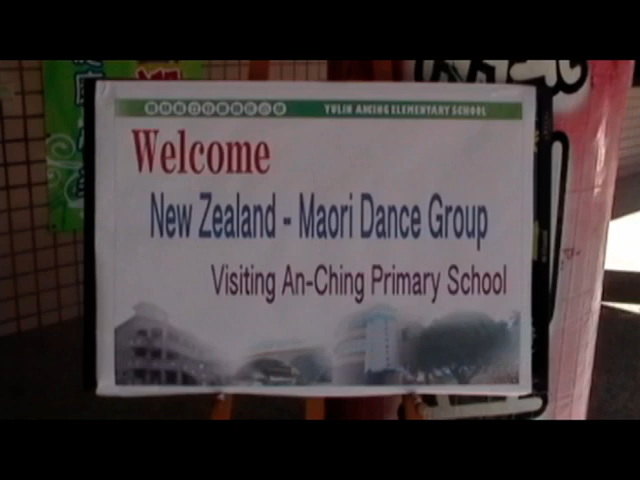 YULIN ANCING ELEMENTARY SCHOOL
Welcome
New Zealand - Maori Dance Group
Visiting An-Ching Primary School